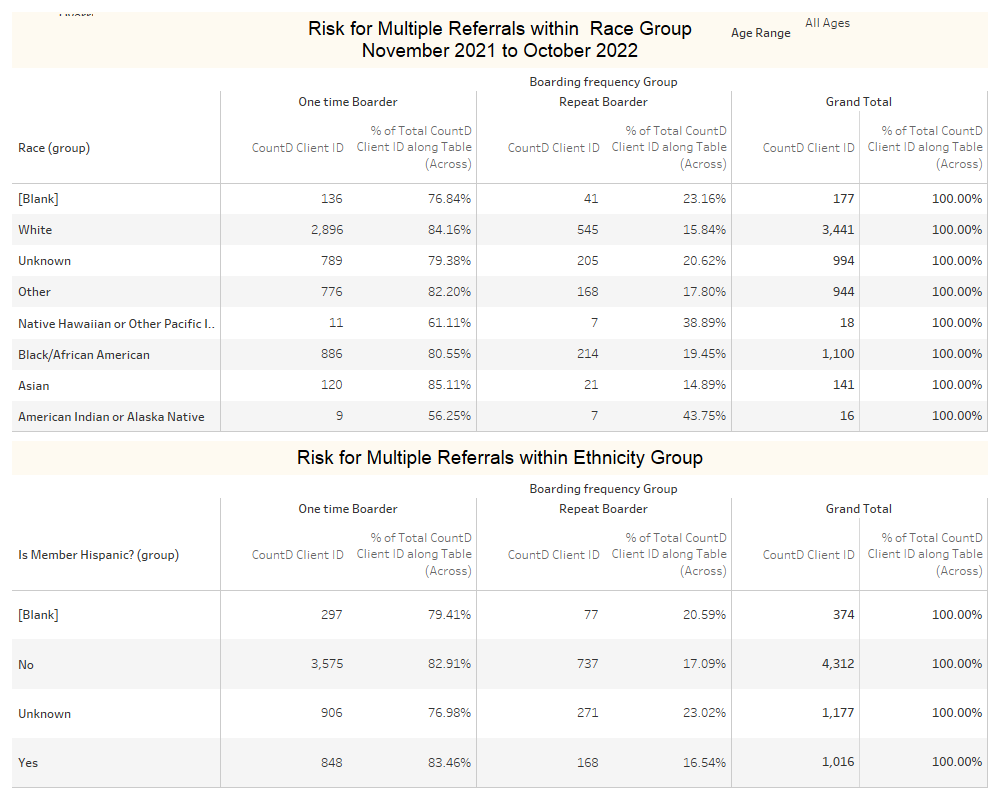 Risk for Multiple Referrals within Race Group
November 2021 to October 2022
Age Range
All Ages
Boarding frequency Group
One time Boarder Repeat Boarder Grand Total
Race (group) CountD Client ID % of Total CountD Client ID along Table (Across) CountD Client ID % of Total CountD Client ID along Table (Across) CountD Client ID % of Total CountD Client ID along Table (Across)
[Blank] 136 76.84% 41 23.16% 177 100.00%
White 2,896 84.16% 545 15.84% 3,441 100.00%
Unknown 789 79.38% 205 20.62% 994 100.00%
Other 776 82.20% 168 17.80% 944 100.00%
Native Hawaiian or Other Pacific I.. 11 61.11% 7 38.89% 18 100.00%
Black/African American 886 80.55% 214 19.45% 1,100 100.00%
Asian 120 85.11% 21 14.89% 141 100.00%
American Indian or Alaska Native 9 56.25% 7 43.75% 16 100.00%
Risk for Multiple Referrals within Ethnicity Group
Boarding frequency Group
One time Boarder Repeat Boarder Grand Total
Is Member Hispanic? (group) CountD Client ID % of Total CountD Client ID along Table (Across) CountD Client ID % of Total CountD Client ID along Table (Across) CountD Client ID % of Total CountD Client ID along Table (Across)
[Blank] 297 79.41% 77 20.59% 374 100.00%
No 3,575 82.91% 737 17.09% 4,312 100.00%
Unknown 906 76.98% 271 23.02% 1,177 100.00%
Yes 848 83.46% 168 16.54% 1,016 100.00%